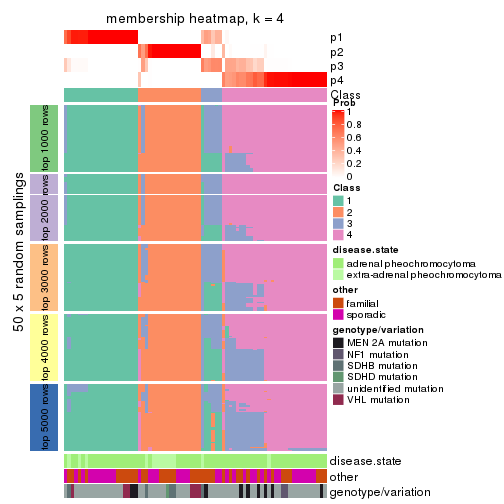 membership heatmap, k = 4
p1
p2
p3
p4
Class
50 x 5 random samplings
top 1000 rows
top 2000 rows
top 3000 rows
top 4000 rows
top 5000 rows
Prob
1
0.8
0.6
0.4
0.2
0
Class
1
2
3
4
disease.state
adrenal pheochromocytoma
extra-adrenal pheochromocytoma
other
familial
sporadic
genotype/variation
MEN 2A mutation
NF1 mutation
SDHB mutation
SDHD mutation
unidentified mutation
VHL mutation
disease.state
other
genotype/variation